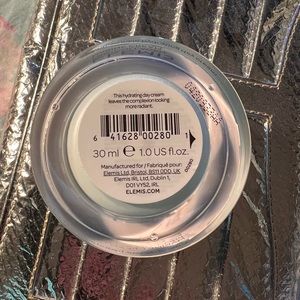 This hydrating day cream
leaves the complexion looking
more radiant.
6 41628 00280
30 ml ℮ 1.0 US fl.oz.
Manufactured for / Fabriqué pour:
Elemis Ltd, Bristol, BS11 0DD, UK
Elemis IRL Ltd, Dublin 1,
D01 VY52, IRL
ELEMIS.COM